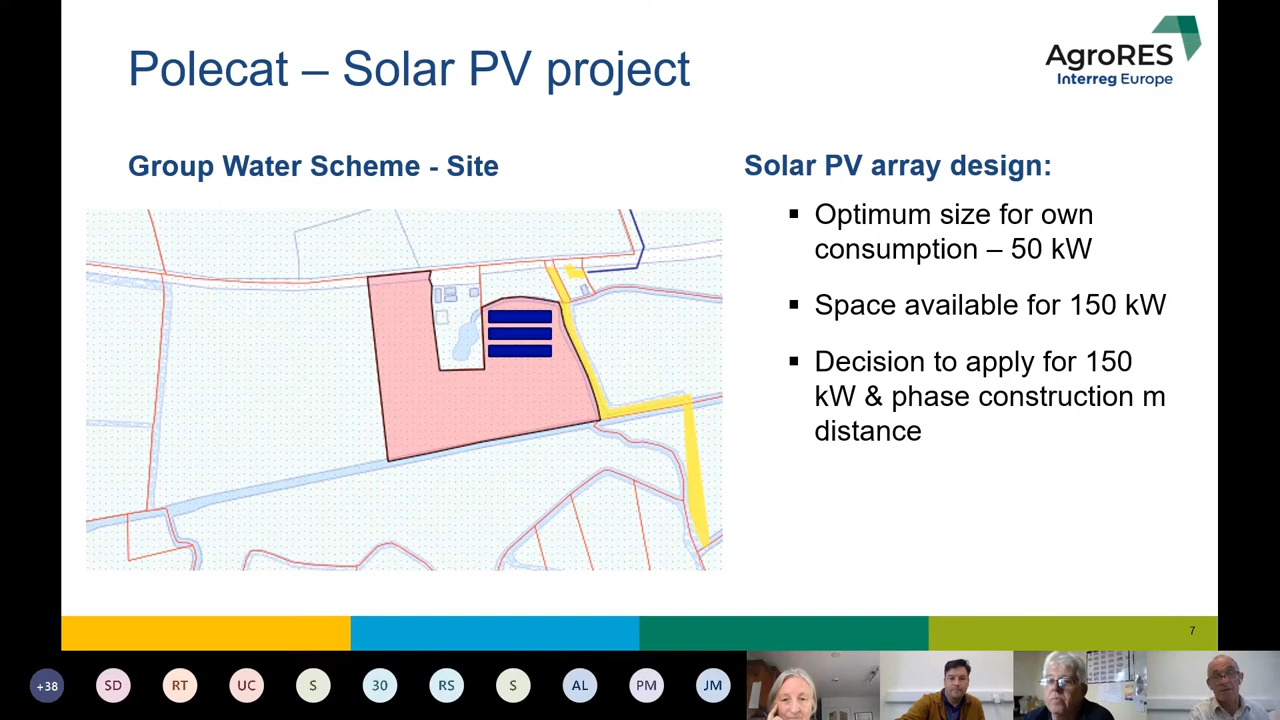 Polecat – Solar PV project
AgroRES
Interreg Europe
Group Water Scheme - Site
Solar PV array design:
▪ Optimum size for own
consumption – 50 kW
▪ Space available for 150 kW
▪ Decision to apply for 150
kW & phase construction m
distance
7
+38 SD RT UC S 30 RS S AL PM JM